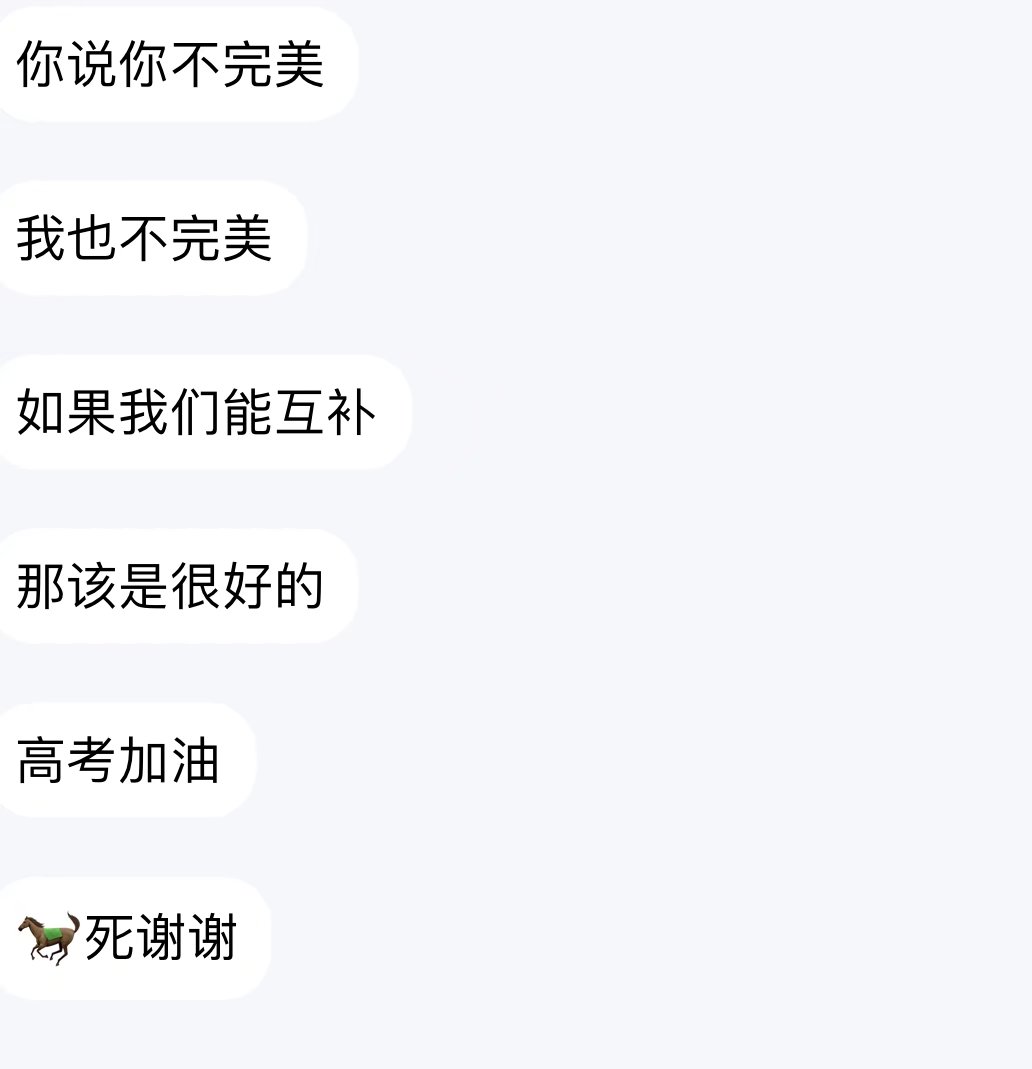 你说你不完美
我也不完美
如果我们能互补
那该是很好的
高考加油
🐎死谢谢